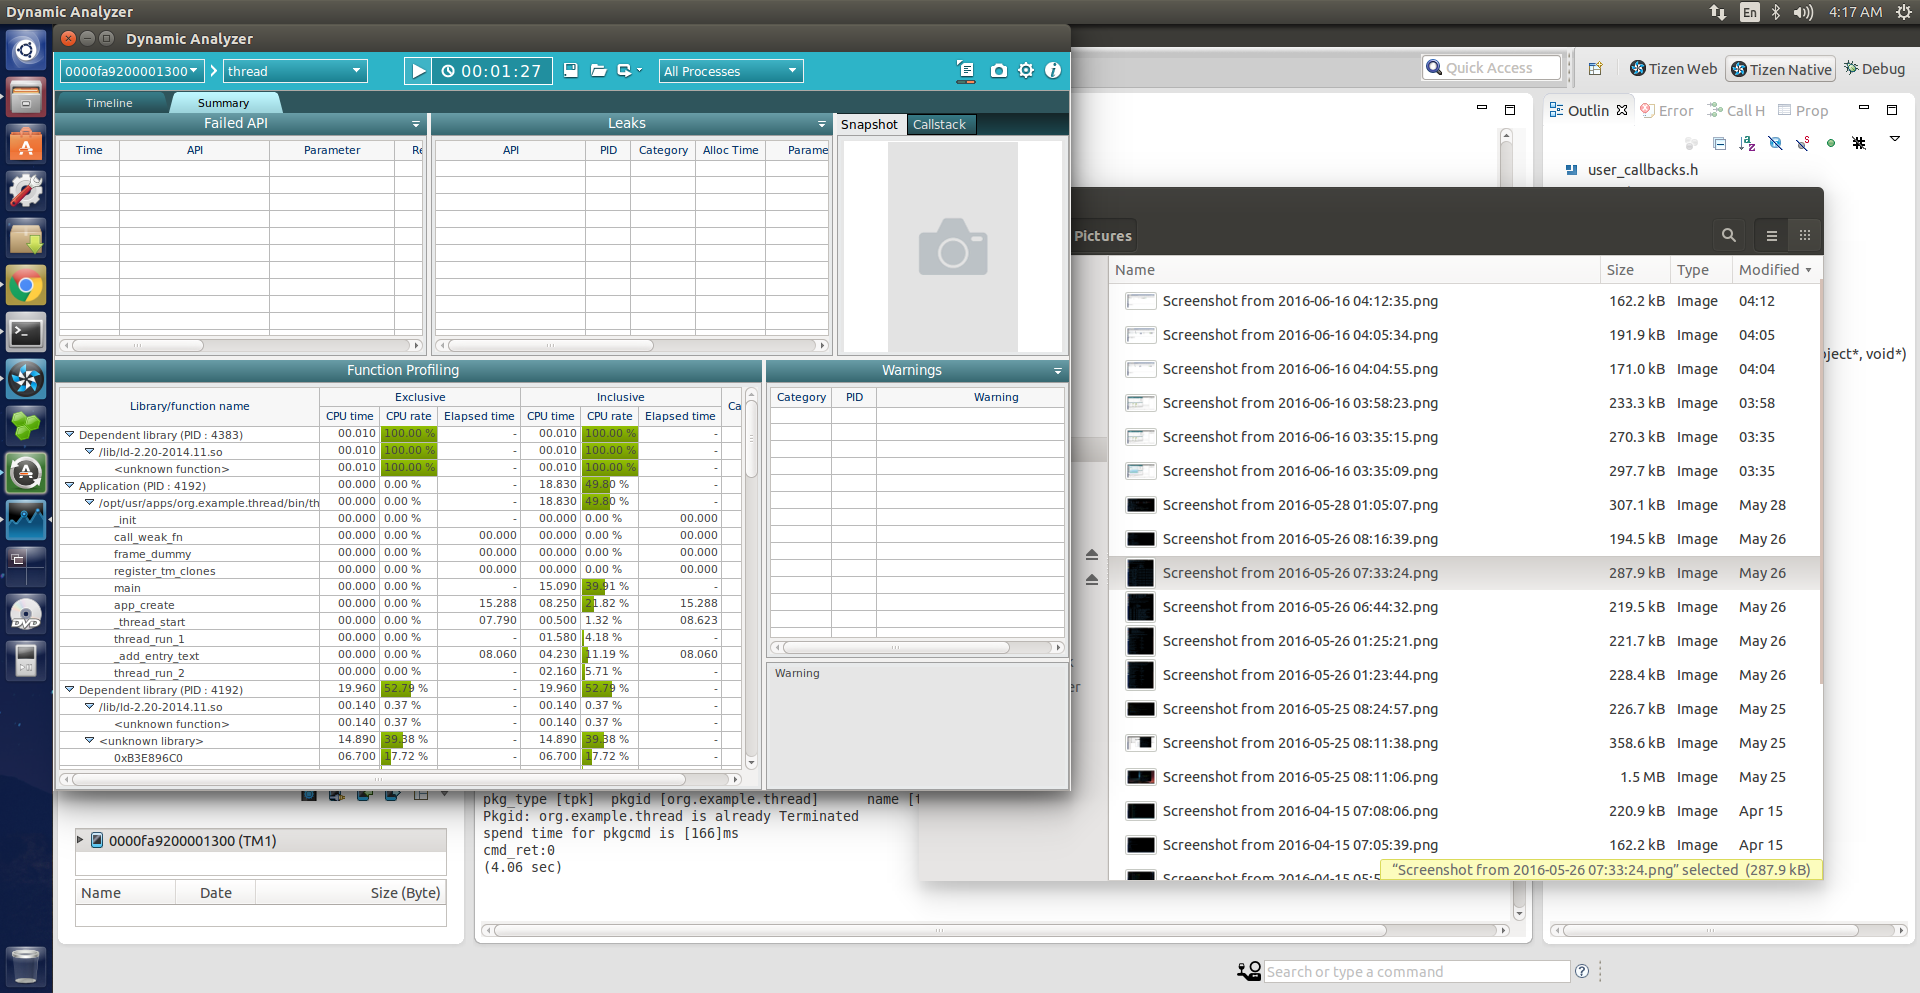 Dynamic Analyzer
En
4:17 AM
Dynamic Analyzer
0000fa9200001300
thread
00:01:27
All Processes
Quick Access
Tizen Web
Tizen Native
Debug
Timeline
Summary
Failed API
Leaks
Snapshot
Callstack
Outlin
Error
Call H
Prop
Time API Parameter Re
API PID Category Alloc Time Parame
user_callbacks.h
Pictures
Name Size Type Modified
Screenshot from 2016-06-16 04:12:35.png 162.2 kB Image 04:12
Screenshot from 2016-06-16 04:05:34.png 191.9 kB Image 04:05
Screenshot from 2016-06-16 04:04:55.png 171.0 kB Image 04:04
Screenshot from 2016-06-16 03:58:23.png 233.3 kB Image 03:58
Screenshot from 2016-06-16 03:35:15.png 270.3 kB Image 03:35
Screenshot from 2016-06-16 03:35:09.png 297.7 kB Image 03:35
Screenshot from 2016-05-28 01:05:07.png 307.1 kB Image May 28
Screenshot from 2016-05-26 08:16:39.png 194.5 kB Image May 26
Screenshot from 2016-05-26 07:33:24.png 287.9 kB Image May 26
Screenshot from 2016-05-26 06:44:32.png 219.5 kB Image May 26
Screenshot from 2016-05-26 01:25:21.png 221.7 kB Image May 26
Screenshot from 2016-05-26 01:23:44.png 228.4 kB Image May 26
Screenshot from 2016-05-25 08:24:57.png 226.7 kB Image May 25
Screenshot from 2016-05-25 08:11:38.png 358.6 kB Image May 25
Screenshot from 2016-05-25 08:11:06.png 1.5 MB Image May 25
Screenshot from 2016-04-15 07:08:06.png 220.9 kB Image Apr 15
Screenshot from 2016-04-15 07:05:39.png 162.2 kB Image Apr 15
"Screenshot from 2016-05-26 07:33:24.png" selected (287.9 kB)
ject*, void*)
Function Profiling
Library/function name Exclusive Inclusive Ca
CPU time CPU rate Elapsed time CPU time CPU rate Elapsed time
Dependent library (PID : 4383) 00.010 100.00 % - 00.010 100.00 % -
/lib/ld-2.20-2014.11.so 00.010 100.00 % - 00.010 100.00 % -
<unknown function> 00.010 100.00 % - 00.010 100.00 % -
Application (PID : 4192) 00.000 0.00 % - 18.830 49.80 % -
/opt/usr/apps/org.example.thread/bin/th 00.000 0.00 % - 18.830 49.80 % -
_init 00.000 0.00 % - 00.000 0.00 % 00.000
call_weak_fn 00.000 0.00 % 00.000 00.000 0.00 % 00.000
frame_dummy 00.000 0.00 % 00.000 00.000 0.00 % 00.000
register_tm_clones 00.000 0.00 % 00.000 00.000 0.00 % 00.000
main 00.000 0.00 % - 15.090 39.91 % -
app_create 00.000 0.00 % 15.288 08.250 21.82 % 15.288
_thread_start 00.000 0.00 % 07.790 00.500 1.32 % 08.623
thread_run_1 00.000 0.00 % - 01.580 4.18 % -
_add_entry_text 00.000 0.00 % 08.060 04.230 11.19 % 08.060
thread_run_2 00.000 0.00 % - 02.160 5.71 % -
Dependent library (PID : 4192) 19.960 52.79 % - 19.960 52.79 % -
/lib/ld-2.20-2014.11.so 00.140 0.37 % - 00.140 0.37 % -
<unknown function> 00.140 0.37 % - 00.140 0.37 % -
<unknown library> 14.890 39.38 % - 14.890 39.38 % -
0xB3E896C0 06.700 17.72 % - 06.700 17.72 % -
Warnings
Category PID Warning
Warning
er
pkg_type [tpk] pkgid [org.example.thread] name [t
Pkgid: org.example.thread is already Terminated
spend time for pkgcmd is [166]ms
cmd_ret:0
(4.06 sec)
0000fa9200001300 (TM1)
Name Date Size (Byte)
Search or type a command
DVD